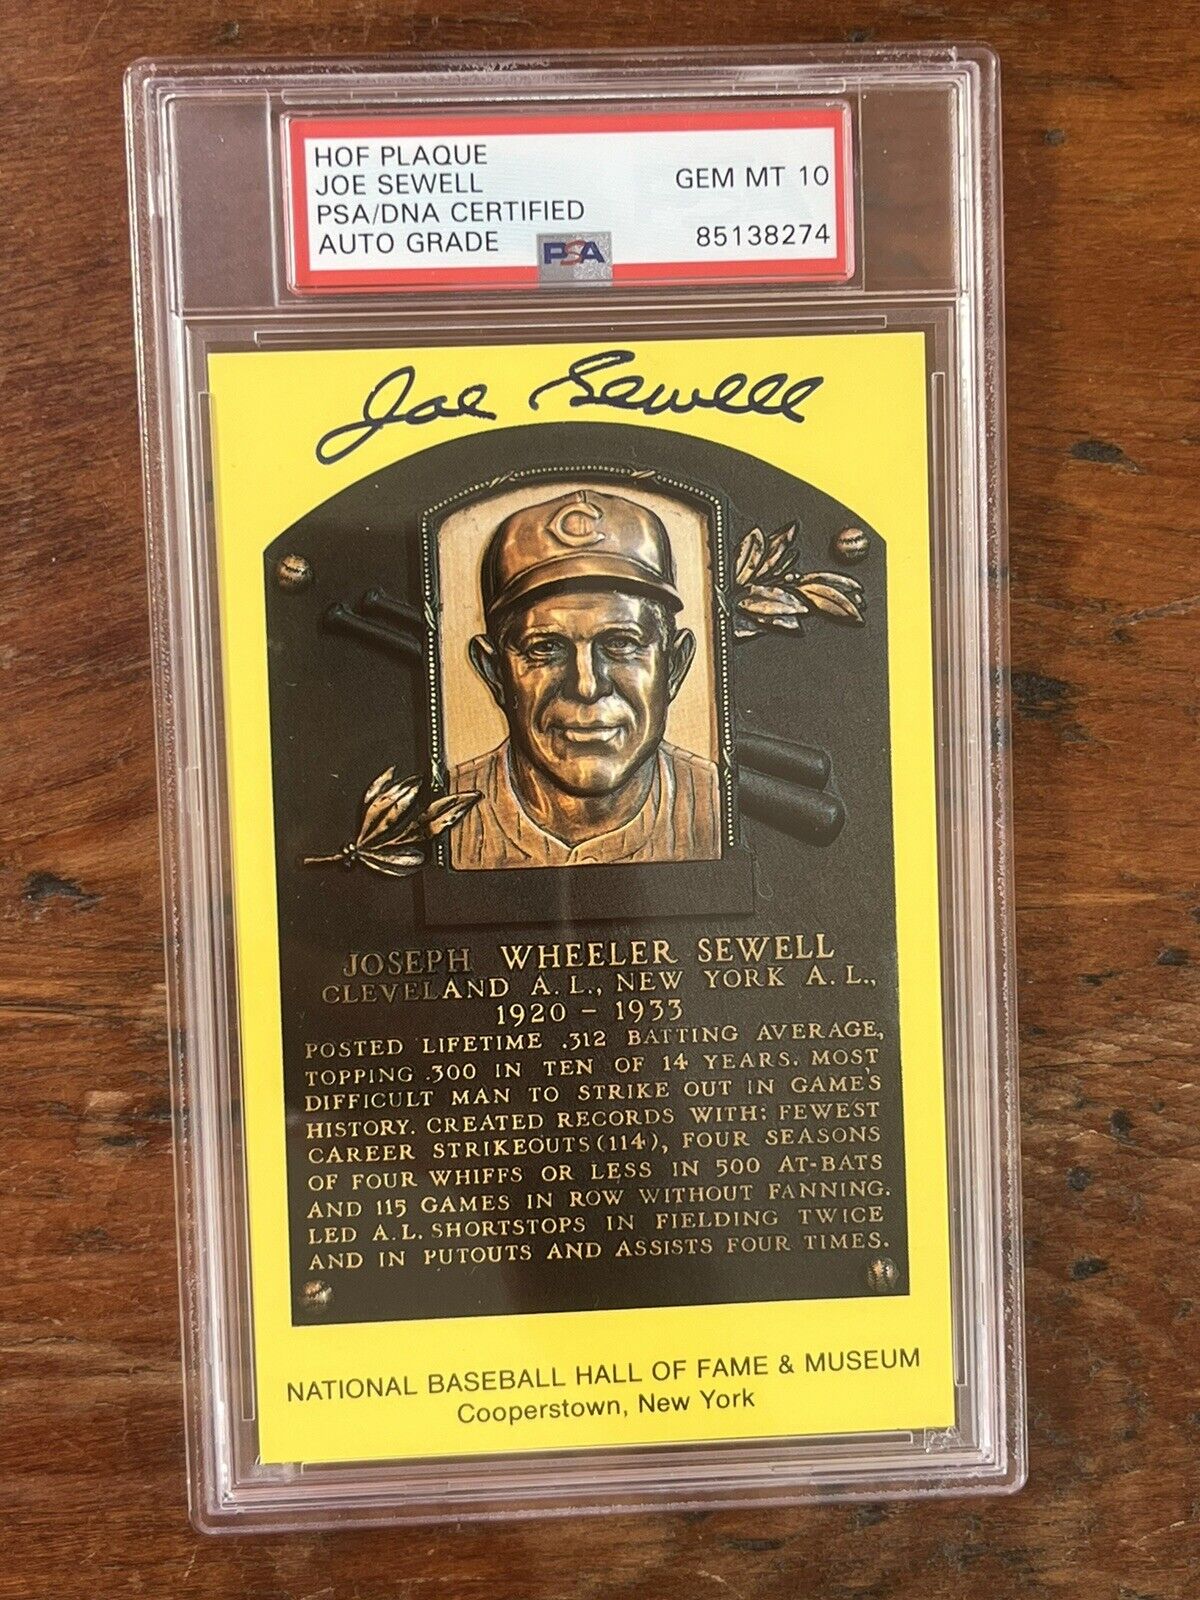 HOF PLAQUE
JOE SEWELL
PSA/DNA CERTIFIED
AUTO GRADE
GEM MT 10
85138274
PSA
Joe Sewell
C
JOSEPH WHEELER SEWELL
CLEVELAND A.L., NEW YORK A.L.,
1920 - 1933
POSTED LIFETIME .312 BATTING AVERAGE,
TOPPING .300 IN TEN OF 14 YEARS. MOST
DIFFICULT MAN TO STRIKE OUT IN GAME'S
HISTORY. CREATED RECORDS WITH: FEWEST
CAREER STRIKEOUTS (114), FOUR SEASONS
OF FOUR WHIFFS OR LESS IN 500 AT-BATS
AND 115 GAMES IN ROW WITHOUT FANNING.
LED A.L. SHORTSTOPS IN FIELDING TWICE
AND IN PUTOUTS AND ASSISTS FOUR TIMES.
NATIONAL BASEBALL HALL OF FAME & MUSEUM
Cooperstown, New York